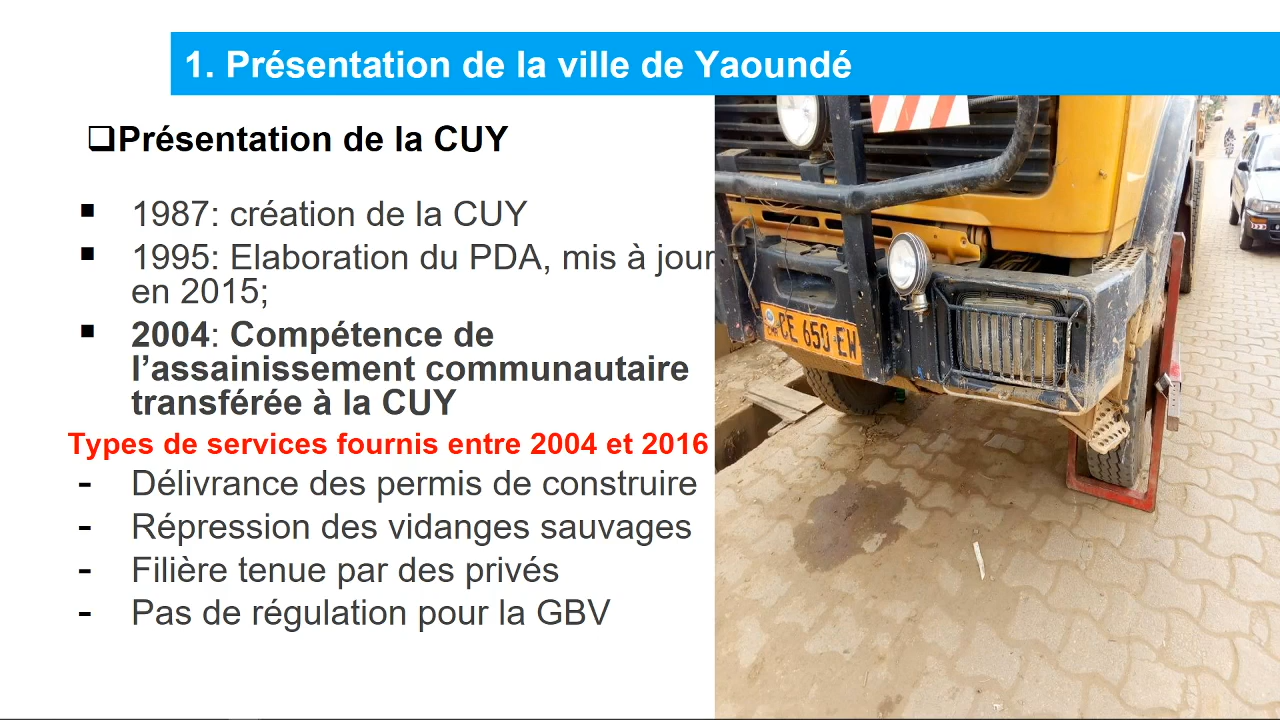 1. Présentation de la ville de Yaoundé
❑Présentation de la CUY
▪ 1987: création de la CUY
▪ 1995: Elaboration du PDA, mis à jour
en 2015;
▪ 2004: Compétence de
l’assainissement communautaire
transférée à la CUY
Types de services fournis entre 2004 et 2016
- Délivrance des permis de construire
- Répression des vidanges sauvages
- Filière tenue par des privés
- Pas de régulation pour la GBV
CE 650 EW